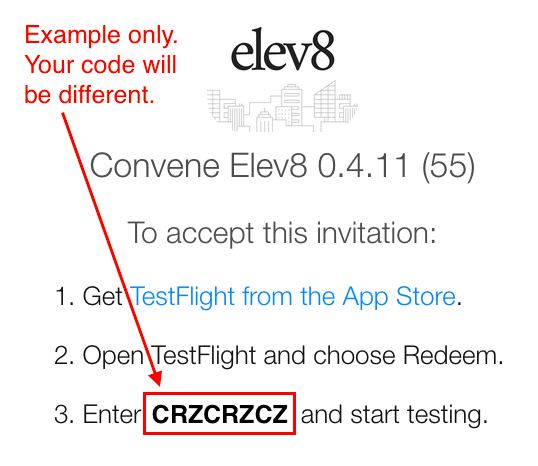 Example only.
Your code will
be different.
elev8
Convene Elev8 0.4.11 (55)
To accept this invitation:
1. Get TestFlight from the App Store.
2. Open TestFlight and choose Redeem.
3. Enter CRZCRZCZ and start testing.